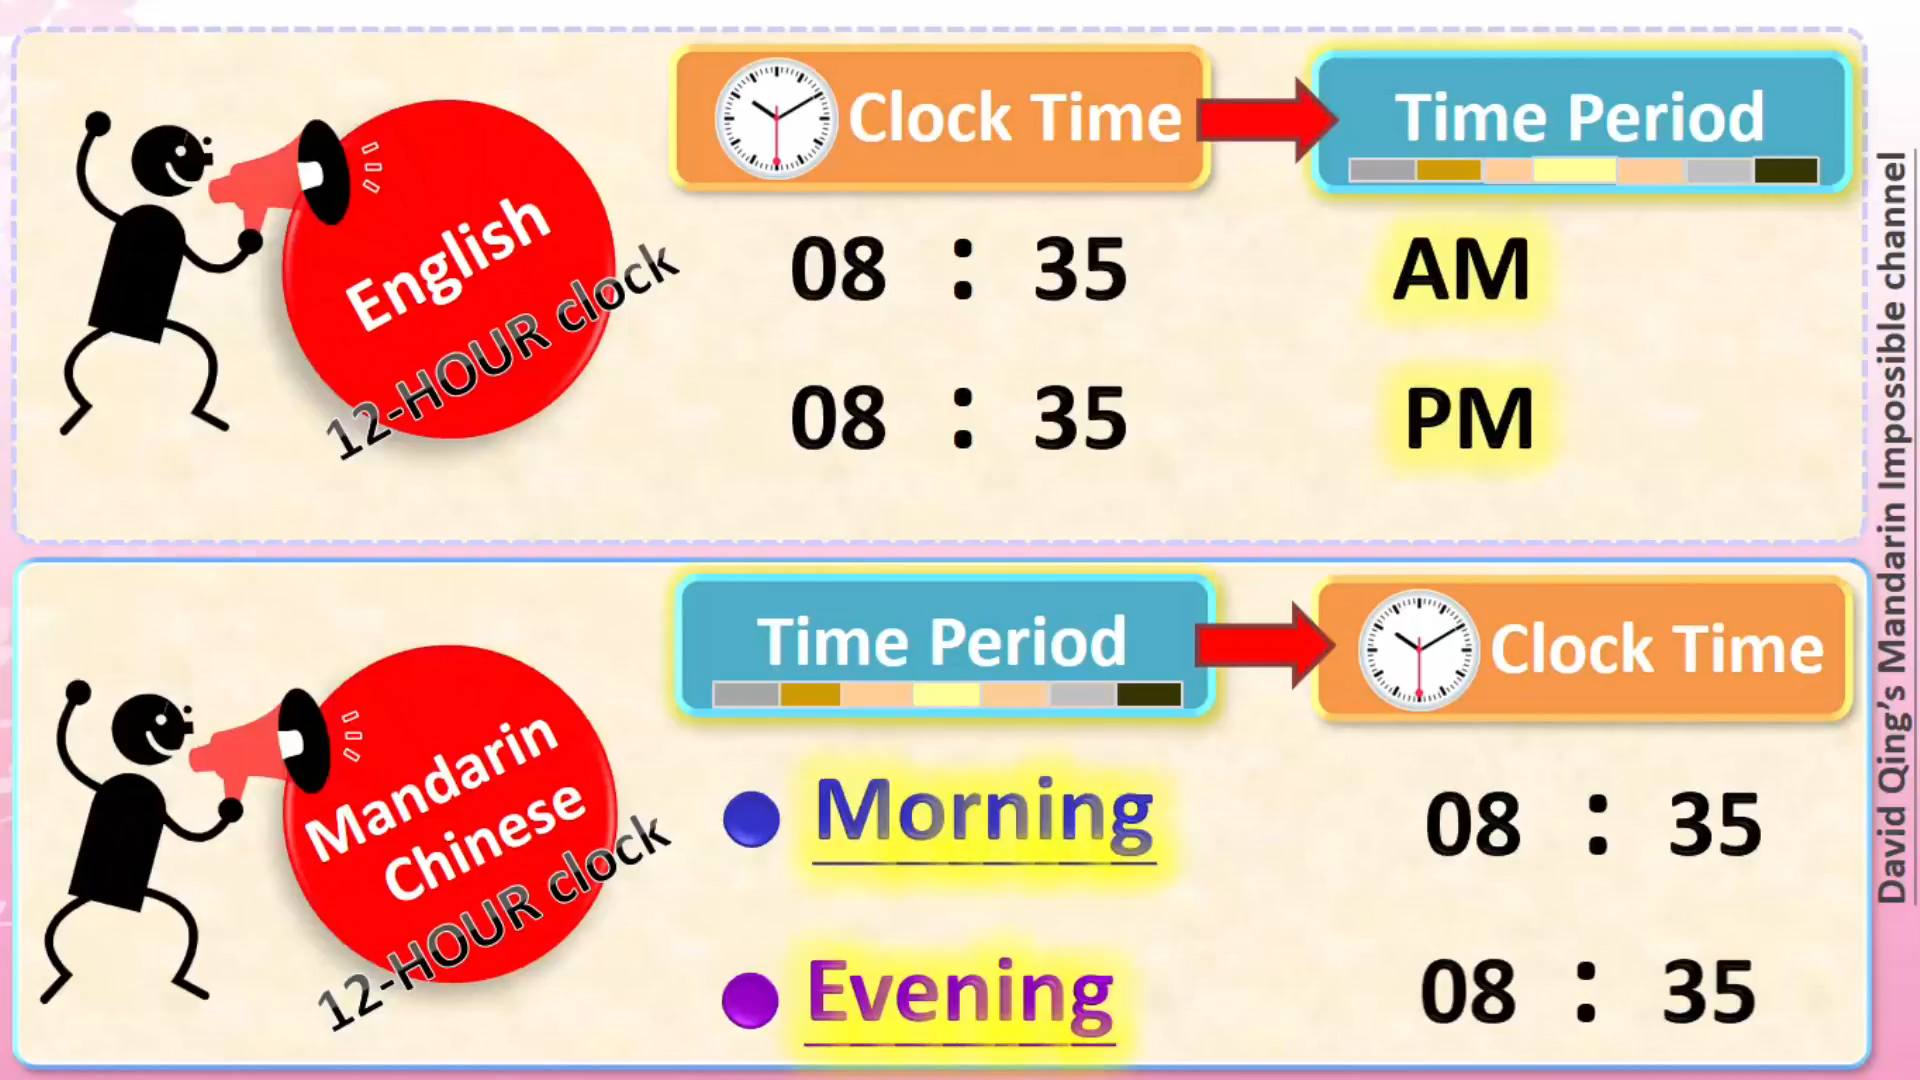 Clock Time
Time Period
English
12-HOUR clock
08 : 35 AM
08 : 35 PM
Time Period
Clock Time
Mandarin
Chinese
12-HOUR clock
Morning 08 : 35
Evening 08 : 35
David Qing's Mandarin Impossible channel